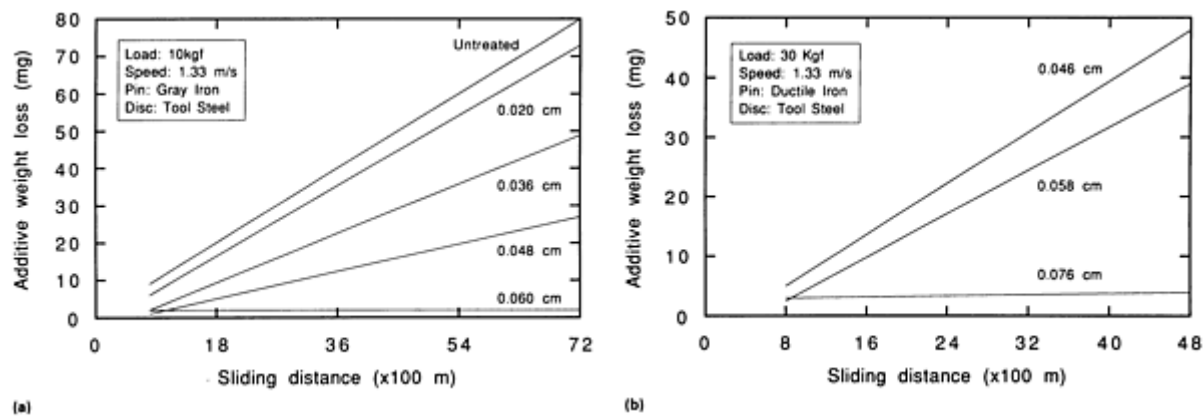 80
70
60
50
40
30
20
10
0
Additive weight loss (mg)
Load: 10kgf
Speed: 1.33 m/s
Pin: Gray Iron
Disc: Tool Steel
Untreated
0.020 cm
0.036 cm
0.048 cm
0.060 cm
0 18 36 54 72
Sliding distance (x100 m)
(a)
50
40
30
20
10
0
Additive weight loss (mg)
Load: 30 Kgf
Speed: 1.33 m/s
Pin: Ductile Iron
Disc: Tool Steel
0.046 cm
0.058 cm
0.076 cm
0 8 16 24 32 40 48
Sliding distance (x100 m)
(b)